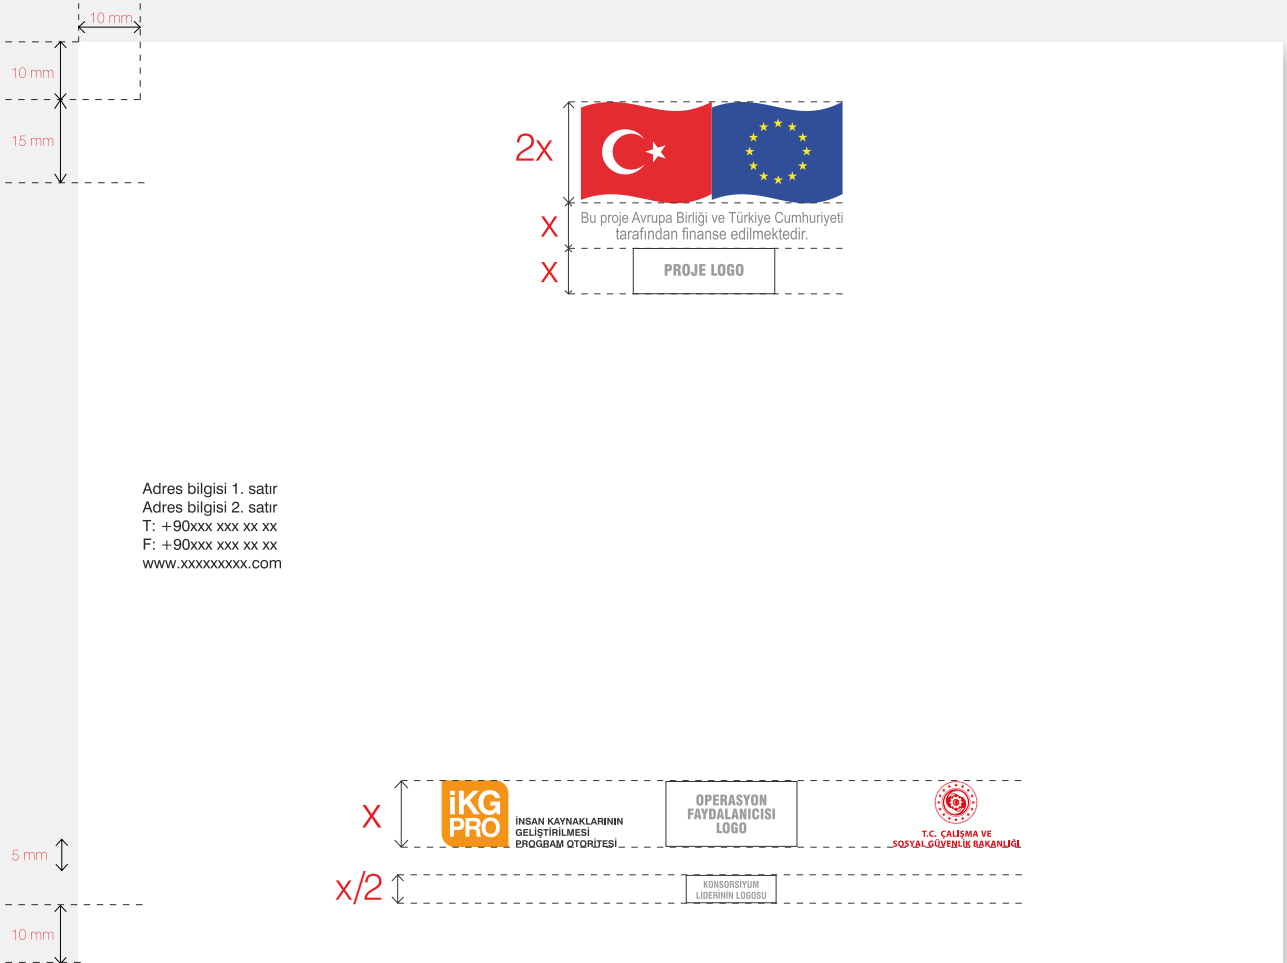 10 mm
10 mm
15 mm
2x
Bu proje Avrupa Birliği ve Türkiye Cumhuriyeti
tarafından finanse edilmektedir.
x
PROJE LOGO
x
Adres bilgisi 1. satır
Adres bilgisi 2. satır
T: +90xxx xxx xx xx
F: +90xxx xxx xx xx
www.xxxxxxxxx.com
x
iKG
PRO
İNSAN KAYNAKLARININ
GELİŞTİRİLMESİ
PROGRAM OTORİTESİ
OPERASYON
FAYDALANICISI
LOGO
T.C. ÇALIŞMA VE
SOSYAL GÜVENLİK BAKANLIĞI
5 mm
x/2
KONSORSİYUM
LİDERİNİN LOGOSU
10 mm